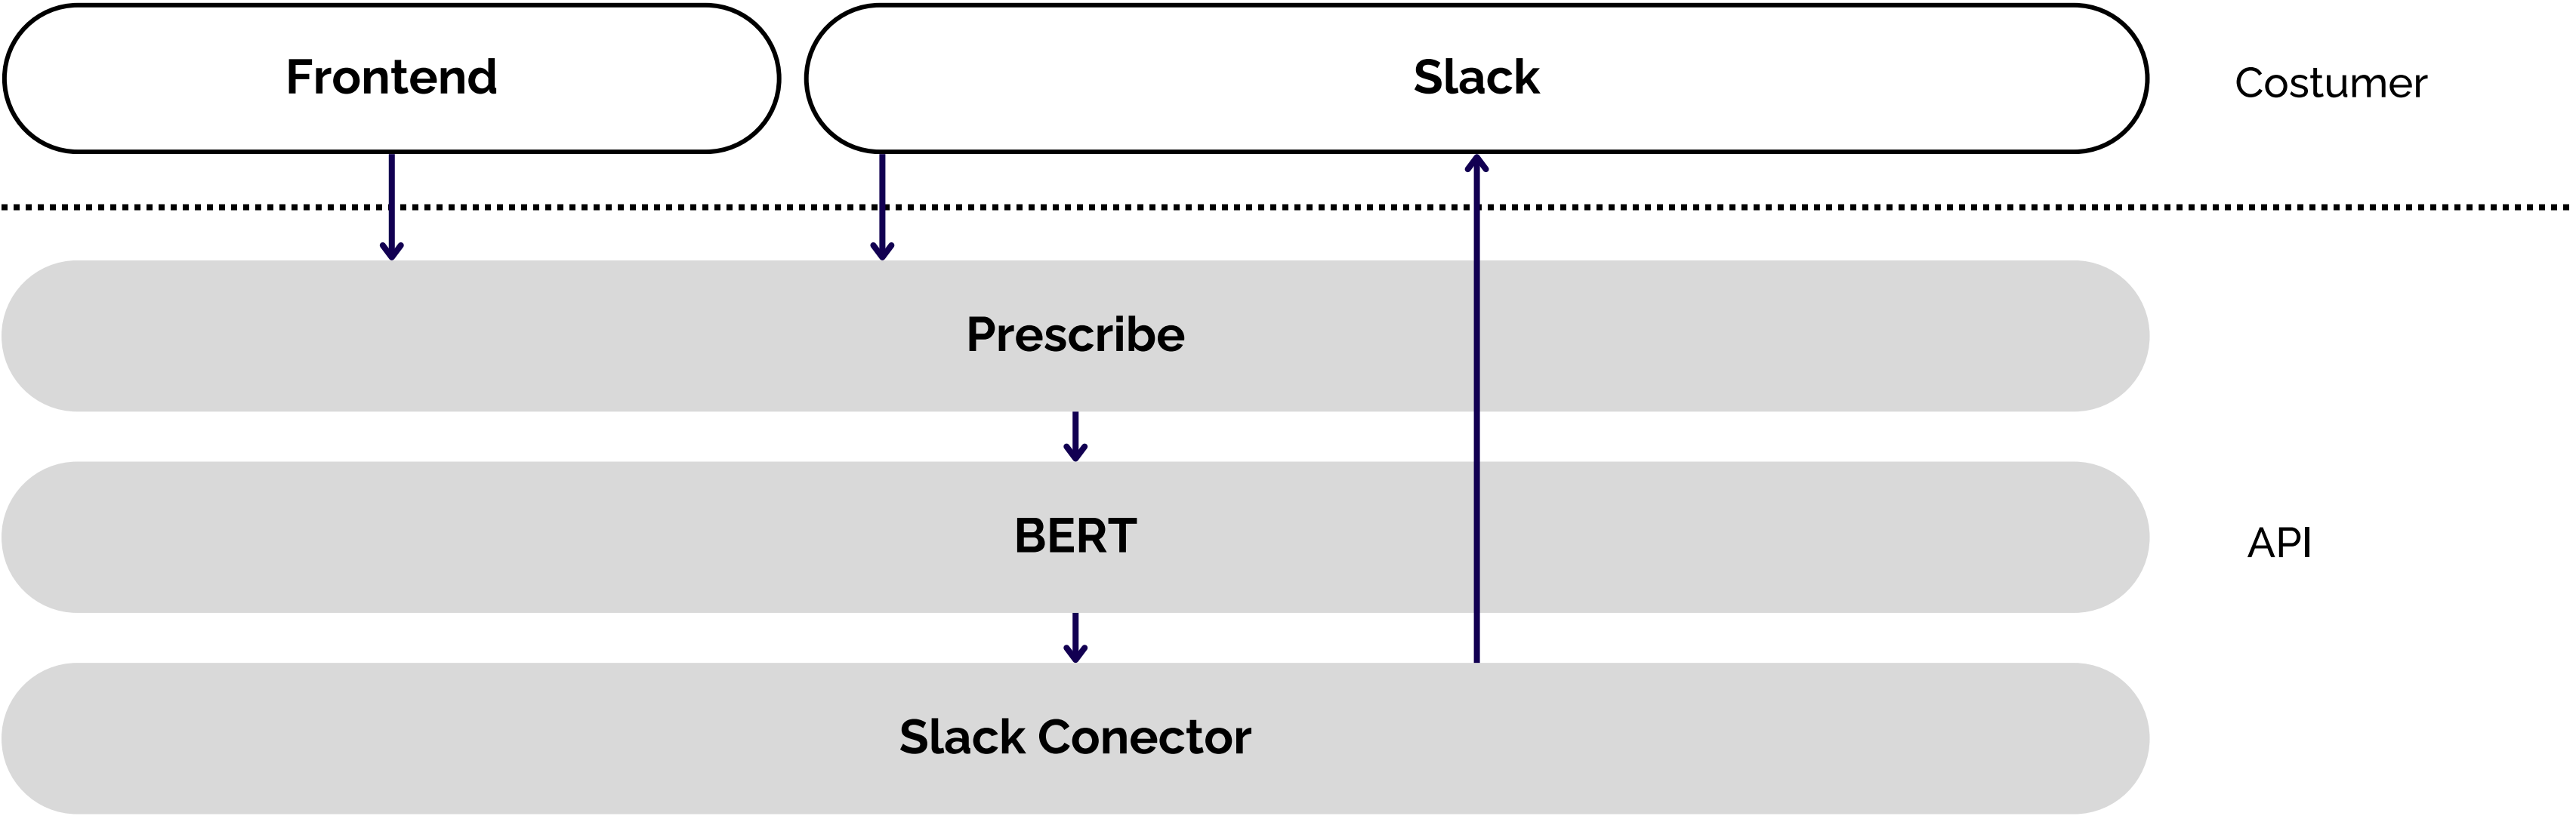 Frontend
Slack
Costumer
Prescribe
BERT
API
Slack Conector